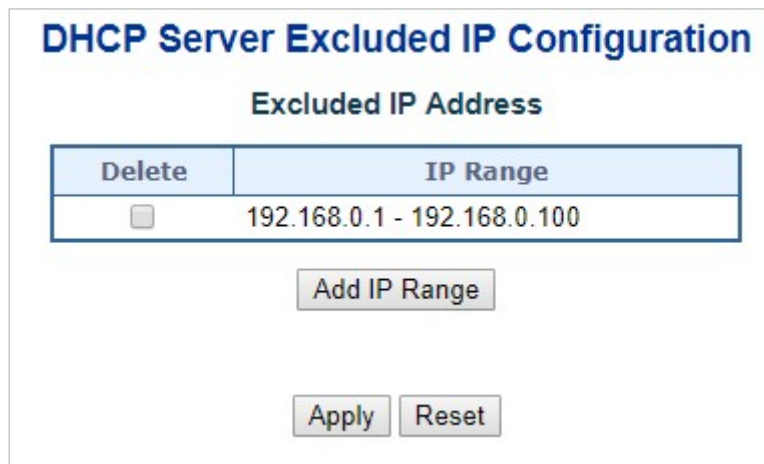 DHCP Server Excluded IP Configuration
Excluded IP Address
Delete IP Range
192.168.0.1 - 192.168.0.100
Add IP Range
Apply Reset